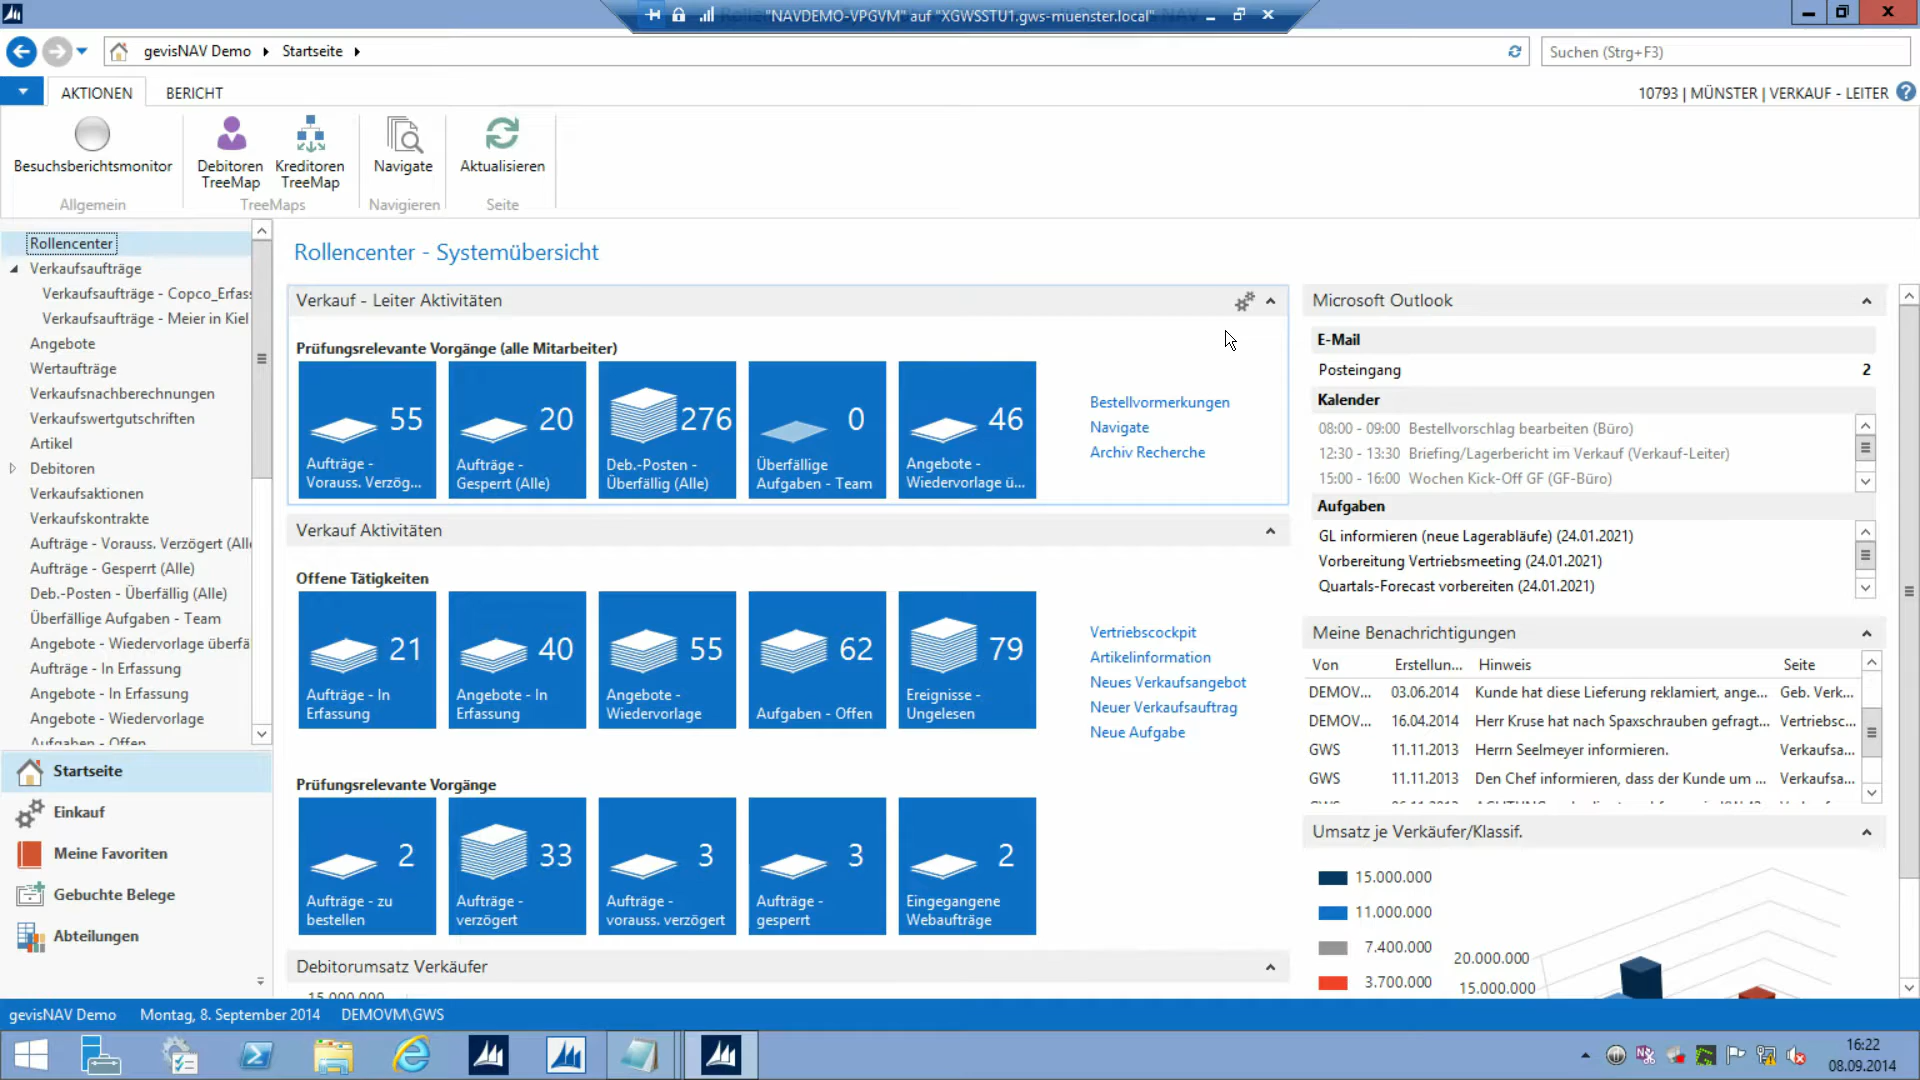 "NAVDEMO-VPGVM" auf "XGWSSTU1.gws-muenster.local"
gevisNAV Demo
Startseite
Suchen (Strg+F3)
AKTIONEN
BERICHT
10793 | MÜNSTER | VERKAUF - LEITER
Besuchsberichtsmonitor
Debitoren
TreeMap
Kreditoren
TreeMap
Navigate
Aktualisieren
Allgemein
TreeMaps
Navigieren
Seite
Rollencenter
Verkaufsaufträge
Verkaufsaufträge - Copco_Erfass
Verkaufsaufträge - Meier in Kiel
Angebote
Wertaufträge
Verkaufsnachberechnungen
Verkaufswertgutschriften
Artikel
Debitoren
Verkaufsaktionen
Verkaufskontrakte
Aufträge - Vorauss. Verzögert (Alle
Aufträge - Gesperrt (Alle)
Deb.-Posten - Überfällig (Alle)
Überfällige Aufgaben - Team
Angebote - Wiedervorlage überfä
Aufträge - In Erfassung
Angebote - In Erfassung
Angebote - Wiedervorlage
Aufgaben - Offen
Startseite
Einkauf
Meine Favoriten
Gebuchte Belege
Abteilungen
Rollencenter - Systemübersicht
Verkauf - Leiter Aktivitäten
Prüfungsrelevante Vorgänge (alle Mitarbeiter)
55
Aufträge -
Vorauss. Verzög...
20
Aufträge -
Gesperrt (Alle)
276
Deb.-Posten -
Überfällig (Alle)
0
Überfällige
Aufgaben - Team
46
Angebote -
Wiedervorlage ü...
Bestellvormerkungen
Navigate
Archiv Recherche
Verkauf Aktivitäten
Offene Tätigkeiten
21
Aufträge - In
Erfassung
40
Angebote - In
Erfassung
55
Angebote -
Wiedervorlage
62
Aufgaben - Offen
79
Ereignisse -
Ungelesen
Vertriebscockpit
Artikelinformation
Neues Verkaufsangebot
Neuer Verkaufsauftrag
Neue Aufgabe
Prüfungsrelevante Vorgänge
2
Aufträge - zu
bestellen
33
Aufträge -
verzögert
3
Aufträge -
vorauss. verzögert
3
Aufträge -
gesperrt
2
Eingegangene
Webaufträge
Debitorumsatz Verkäufer
15.000.000
Microsoft Outlook
E-Mail
Posteingang 2
Kalender
08:00 - 09:00 Bestellvorschlag bearbeiten (Büro)
12:30 - 13:30 Briefing/Lagerbericht im Verkauf (Verkauf-Leiter)
15:00 - 16:00 Wochen Kick-Off GF (GF-Büro)
Aufgaben
GL informieren (neue Lagerabläufe) (24.01.2021)
Vorbereitung Vertriebsmeeting (24.01.2021)
Quartals-Forecast vorbereiten (24.01.2021)
Meine Benachrichtigungen
Von Erstellun... Hinweis Seite
DEMOV... 03.06.2014 Kunde hat diese Lieferung reklamiert, ange... Geb. Verk...
DEMOV... 16.04.2014 Herr Kruse hat nach Spaxschrauben gefragt... Vertriebsc...
GWS 11.11.2013 Herrn Seelmeyer informieren. Verkaufsa...
GWS 11.11.2013 Den Chef informieren, dass der Kunde um ... Verkaufsa...
Umsatz je Verkäufer/Klassif.
15.000.000
11.000.000
7.400.000
3.700.000
20.000.000
15.000.000
gevisNAV Demo
Montag, 8. September 2014
DEMOVM\GWS
16:22
08.09.2014